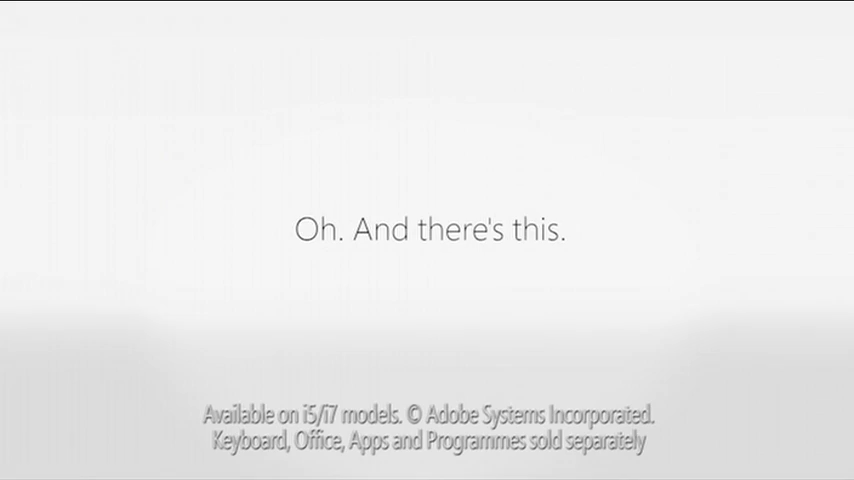 Oh. And there's this.
Available on i5/i7 models. © Adobe Systems Incorporated.
Keyboard, Office, Apps and Programmes sold separately